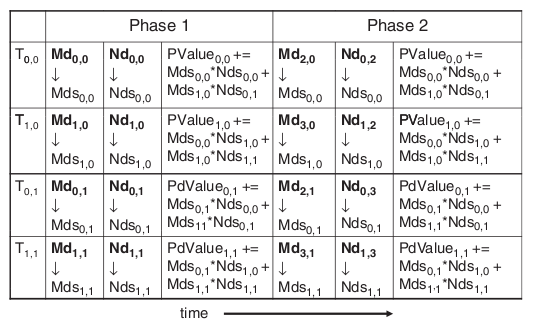 Phase 1 Phase 2
T0,0 Md0,0 Nd0,0 PValue0,0 += Md2,0 Nd0,2 PValue0,0 +=
↓ ↓ Mds0,0*Nds0,0 + ↓ ↓ Mds0,0*Nds0,0 +
Mds0,0 Nds0,0 Mds1,0*Nds0,1 Mds0,0 Nds0,0 Mds1,0*Nds0,1
T1,0 Md1,0 Nd1,0 PValue1,0 += Md3,0 Nd1,2 PValue1,0 +=
↓ ↓ Mds0,0*Nds1,0 + ↓ ↓ Mds0,0*Nds1,0 +
Mds1,0 Nds1,0 Mds1,0*Nds1,1 Mds1,0 Nds1,0 Mds1,0*Nds1,1
T0,1 Md0,1 Nd0,1 PdValue0,1 += Md2,1 Nd0,3 PdValue0,1 +=
↓ ↓ Mds0,1*Nds0,0 + ↓ ↓ Mds0,1*Nds0,0 +
Mds0,1 Nds0,1 Mds11*Nds0,1 Mds0,1 Nds0,1 Mds1,1*Nds0,1
T1,1 Md1,1 Nd1,1 PdValue1,1 += Md3,1 Nd1,3 PdValue1,1 +=
↓ ↓ Mds0,1*Nds1,0 + ↓ ↓ Mds0,1*Nds1,0 +
Mds1,1 Nds1,1 Mds1,1*Nds1,1 Mds1,1 Nds1,1 Mds1,1*Nds1,1
time